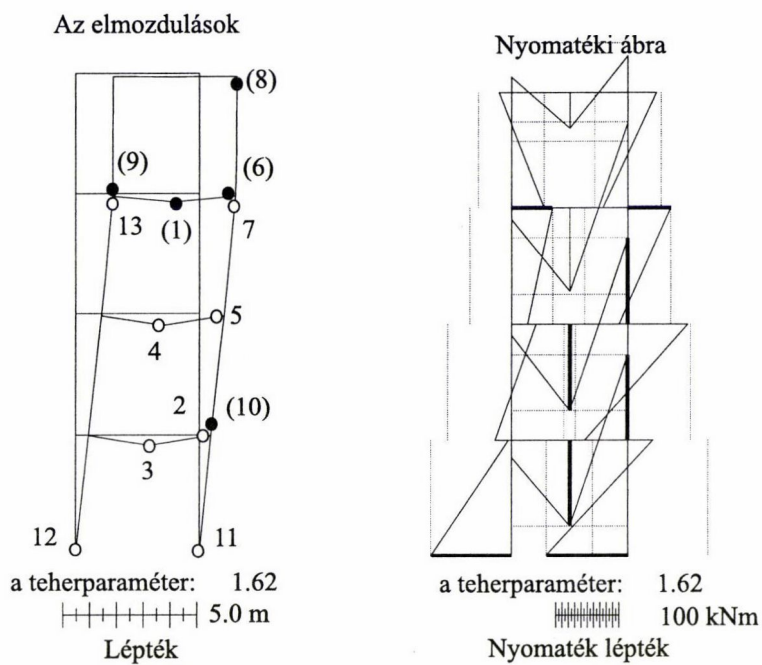 Az elmozdulások
(8)
(9)
(6)
13
(1)
7
5
4
2
(10)
3
12
11
a teherparaméter: 1.62
5.0 m
Lépték
Nyomatéki ábra
a teherparaméter: 1.62
100 kNm
Nyomaték lépték